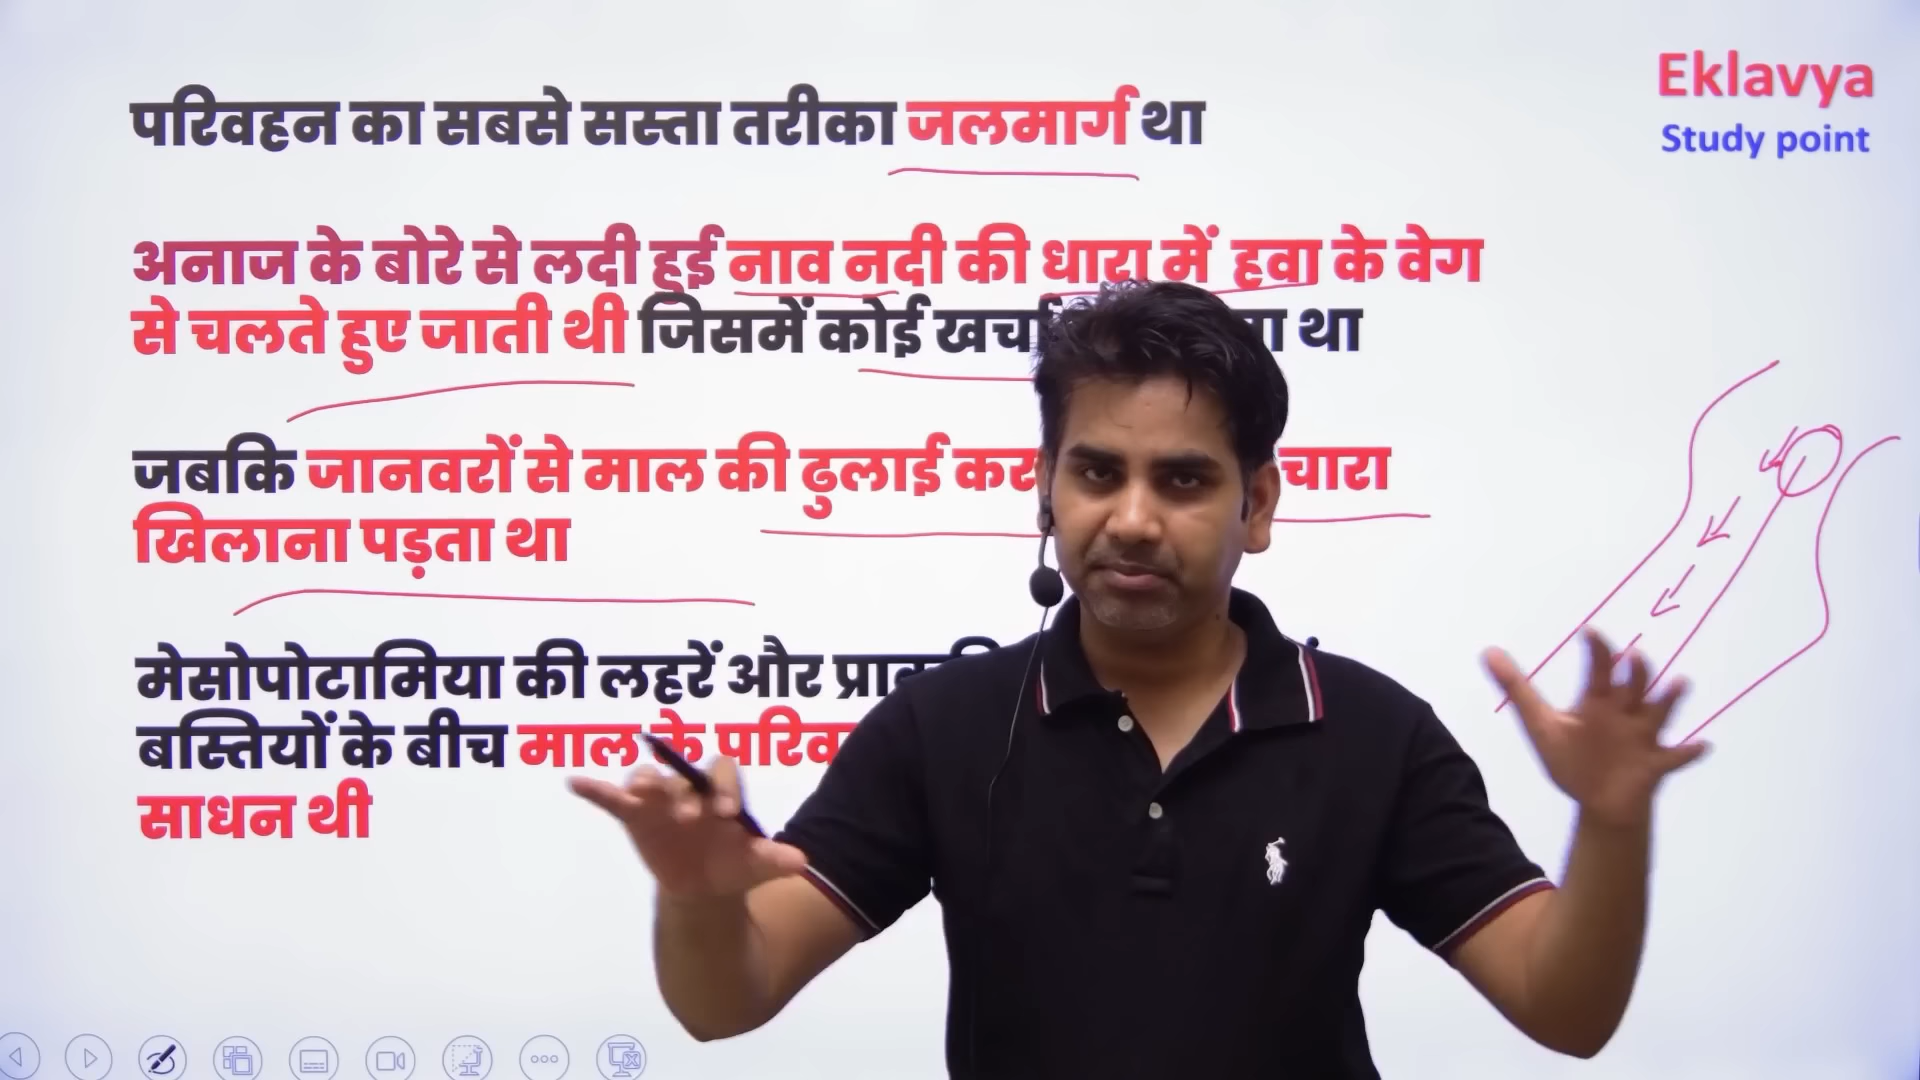 Eklavya
Study point
परिवहन का सबसे सस्ता तरीका जलमार्ग था
अनाज के बोरे से लदी हुई नाव नदी की धारा में हवा के वेग
से चलते हुए जाती थी जिसमें कोई खर्चा था
जबकि जानवरों से माल की ढुलाई चारा
खिलाना पड़ता था
मेसोपोटामिया की लहरें और
बस्तियों के बीच माल के
साधन थी